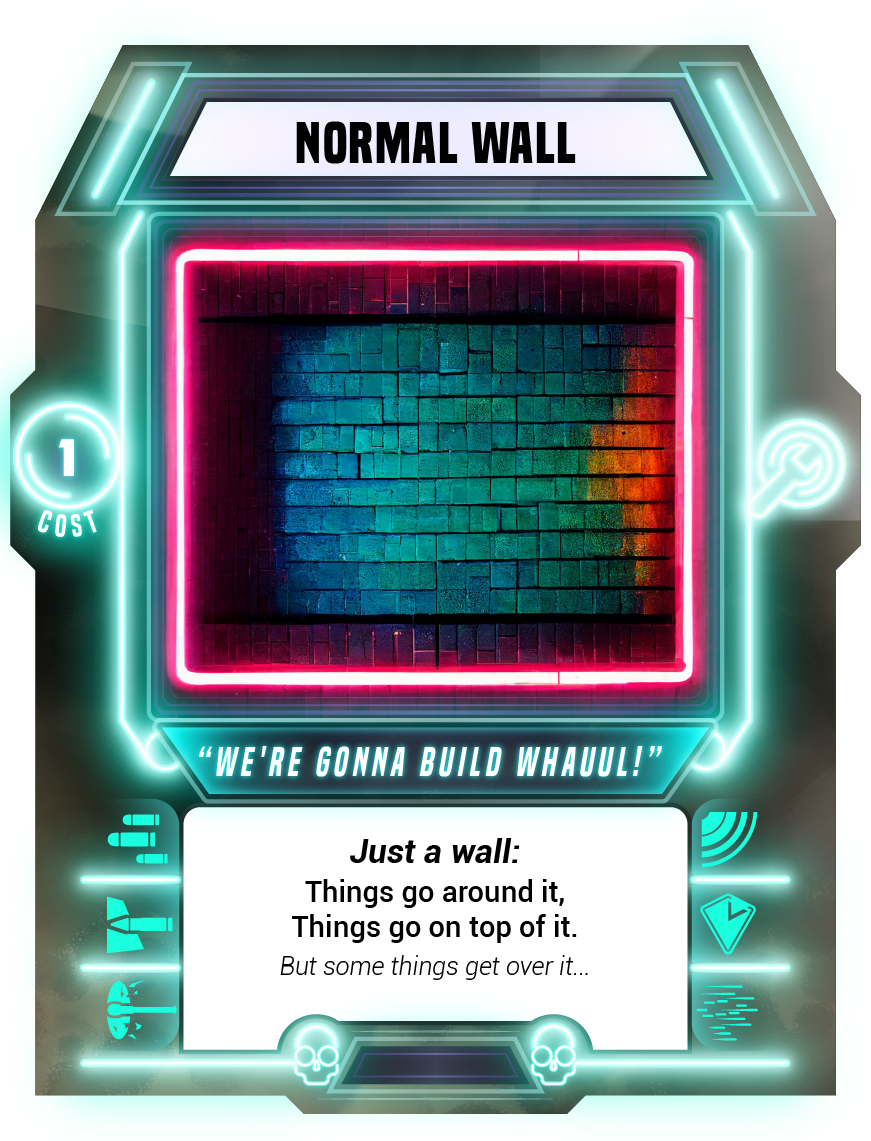 NORMAL WALL
1
COST
“WE'RE GONNA BUILD WHAUUL!”
Just a wall:
Things go around it,
Things go on top of it.
But some things get over it...